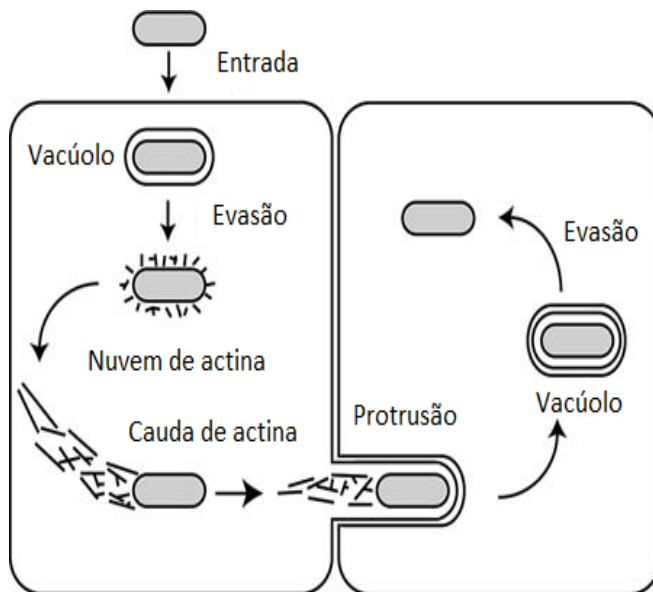 Entrada
Vacúolo
Evasão
Nuvem de actina
Cauda de actina
Protrusão
Vacúolo
Evasão